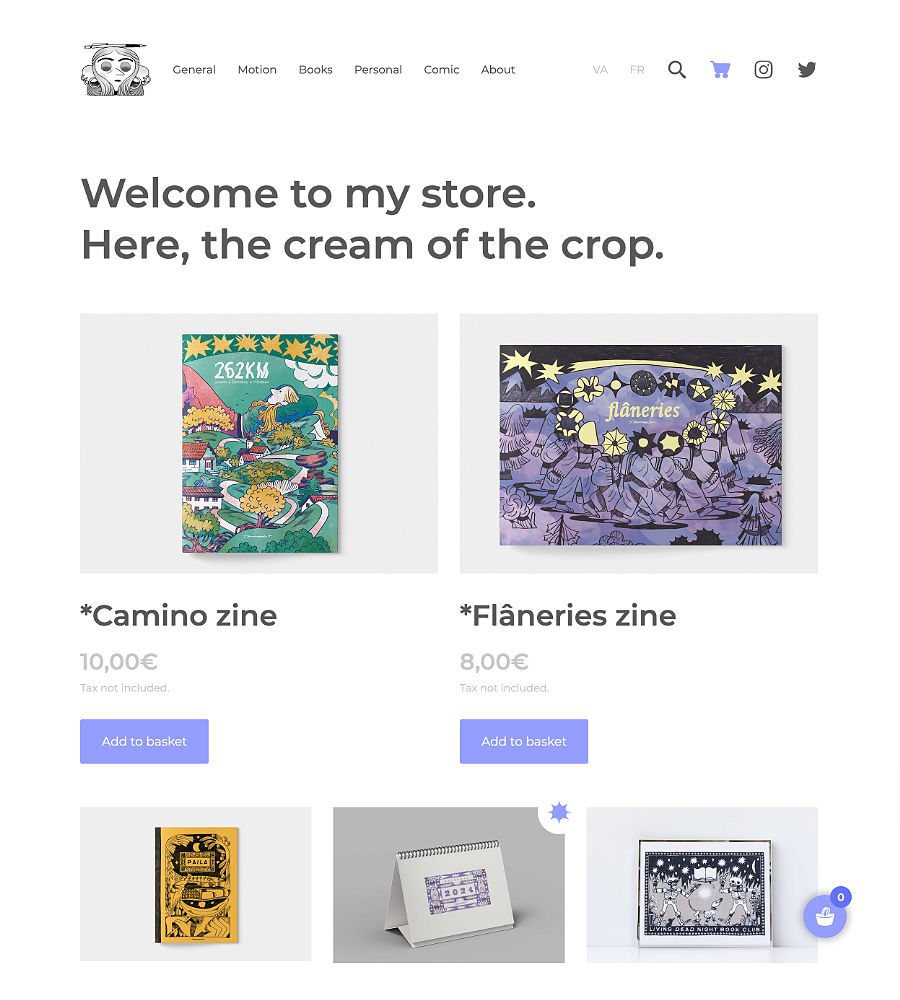 General Motion Books Personal Comic About VA FR
Welcome to my store.
Here, the cream of the crop.
262KM
flâneries
*Camino zine
10,00€
Tax not included.
Add to basket
*Flâneries zine
8,00€
Tax not included.
Add to basket
PAILA
2024
LIVING DEAD NIGHT BOOK CLUB
0